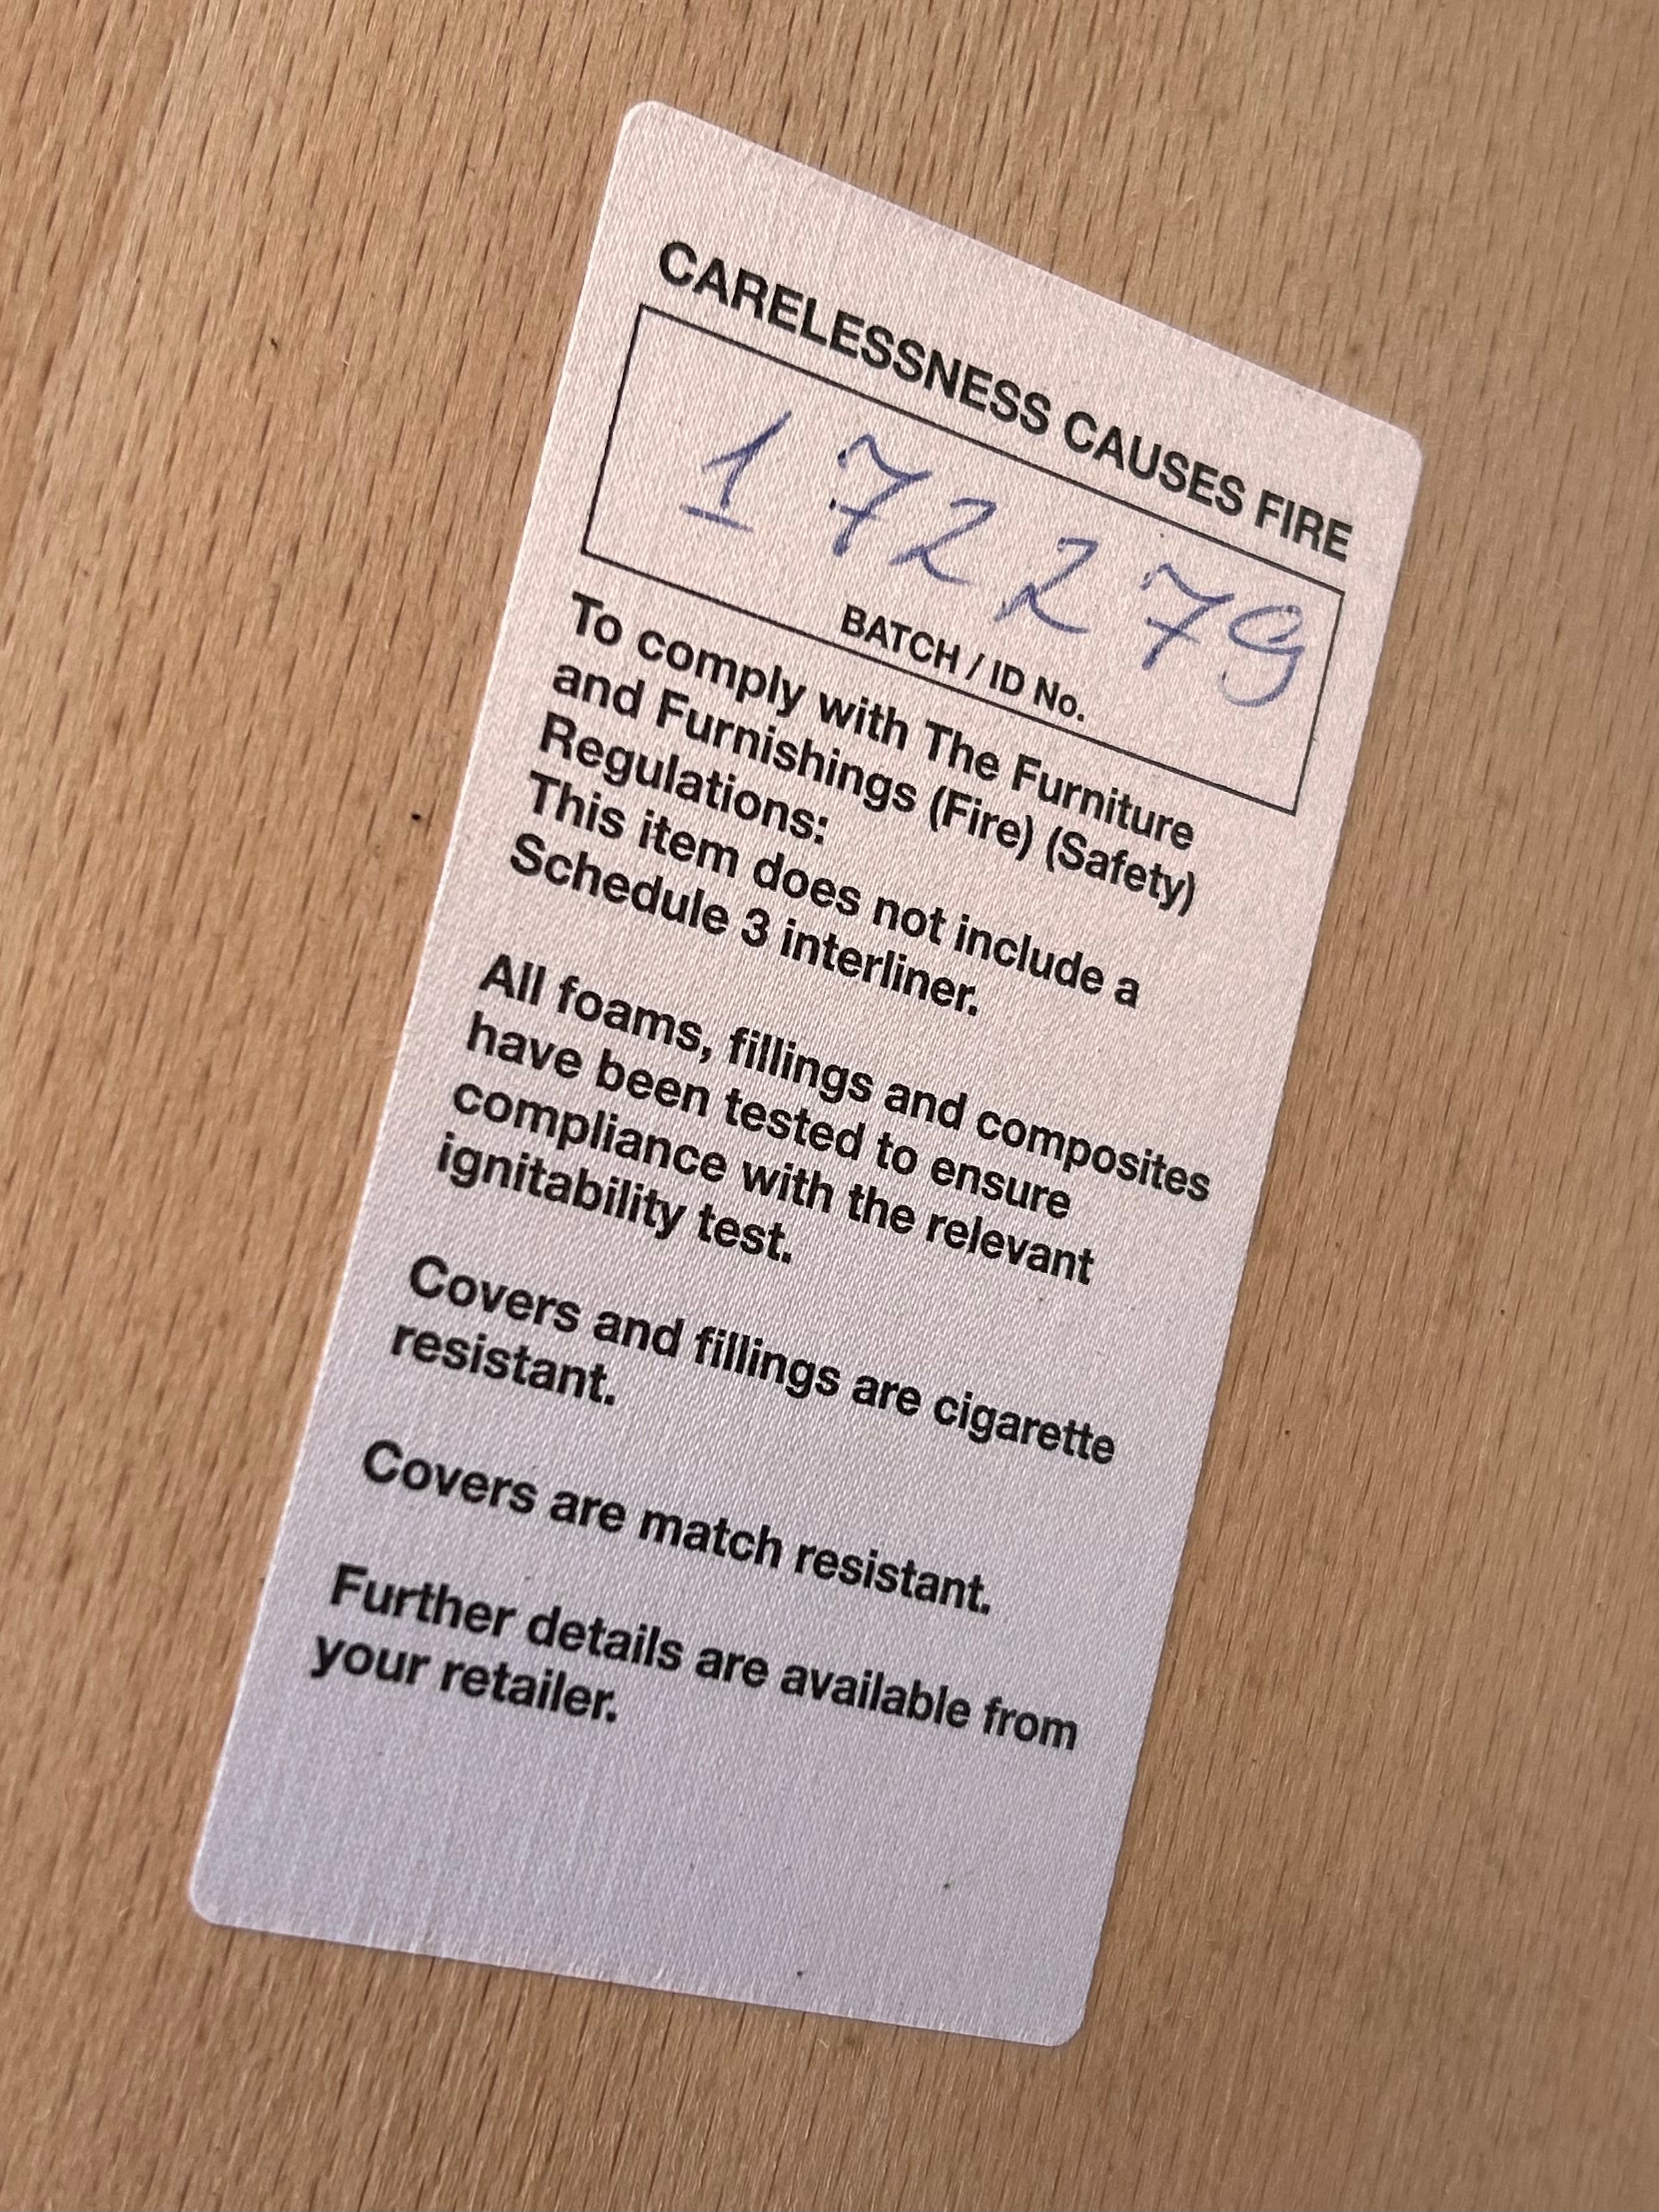 CARELESSNESS CAUSES FIRE
172279
BATCH / ID No.
To comply with The Furniture
and Furnishings (Fire) (Safety)
Regulations:
This item does not include a
Schedule 3 interliner.
All foams, fillings and composites
have been tested to ensure
compliance with the relevant
ignitability test.
Covers and fillings are cigarette
resistant.
Covers are match resistant.
Further details are available from
your retailer.